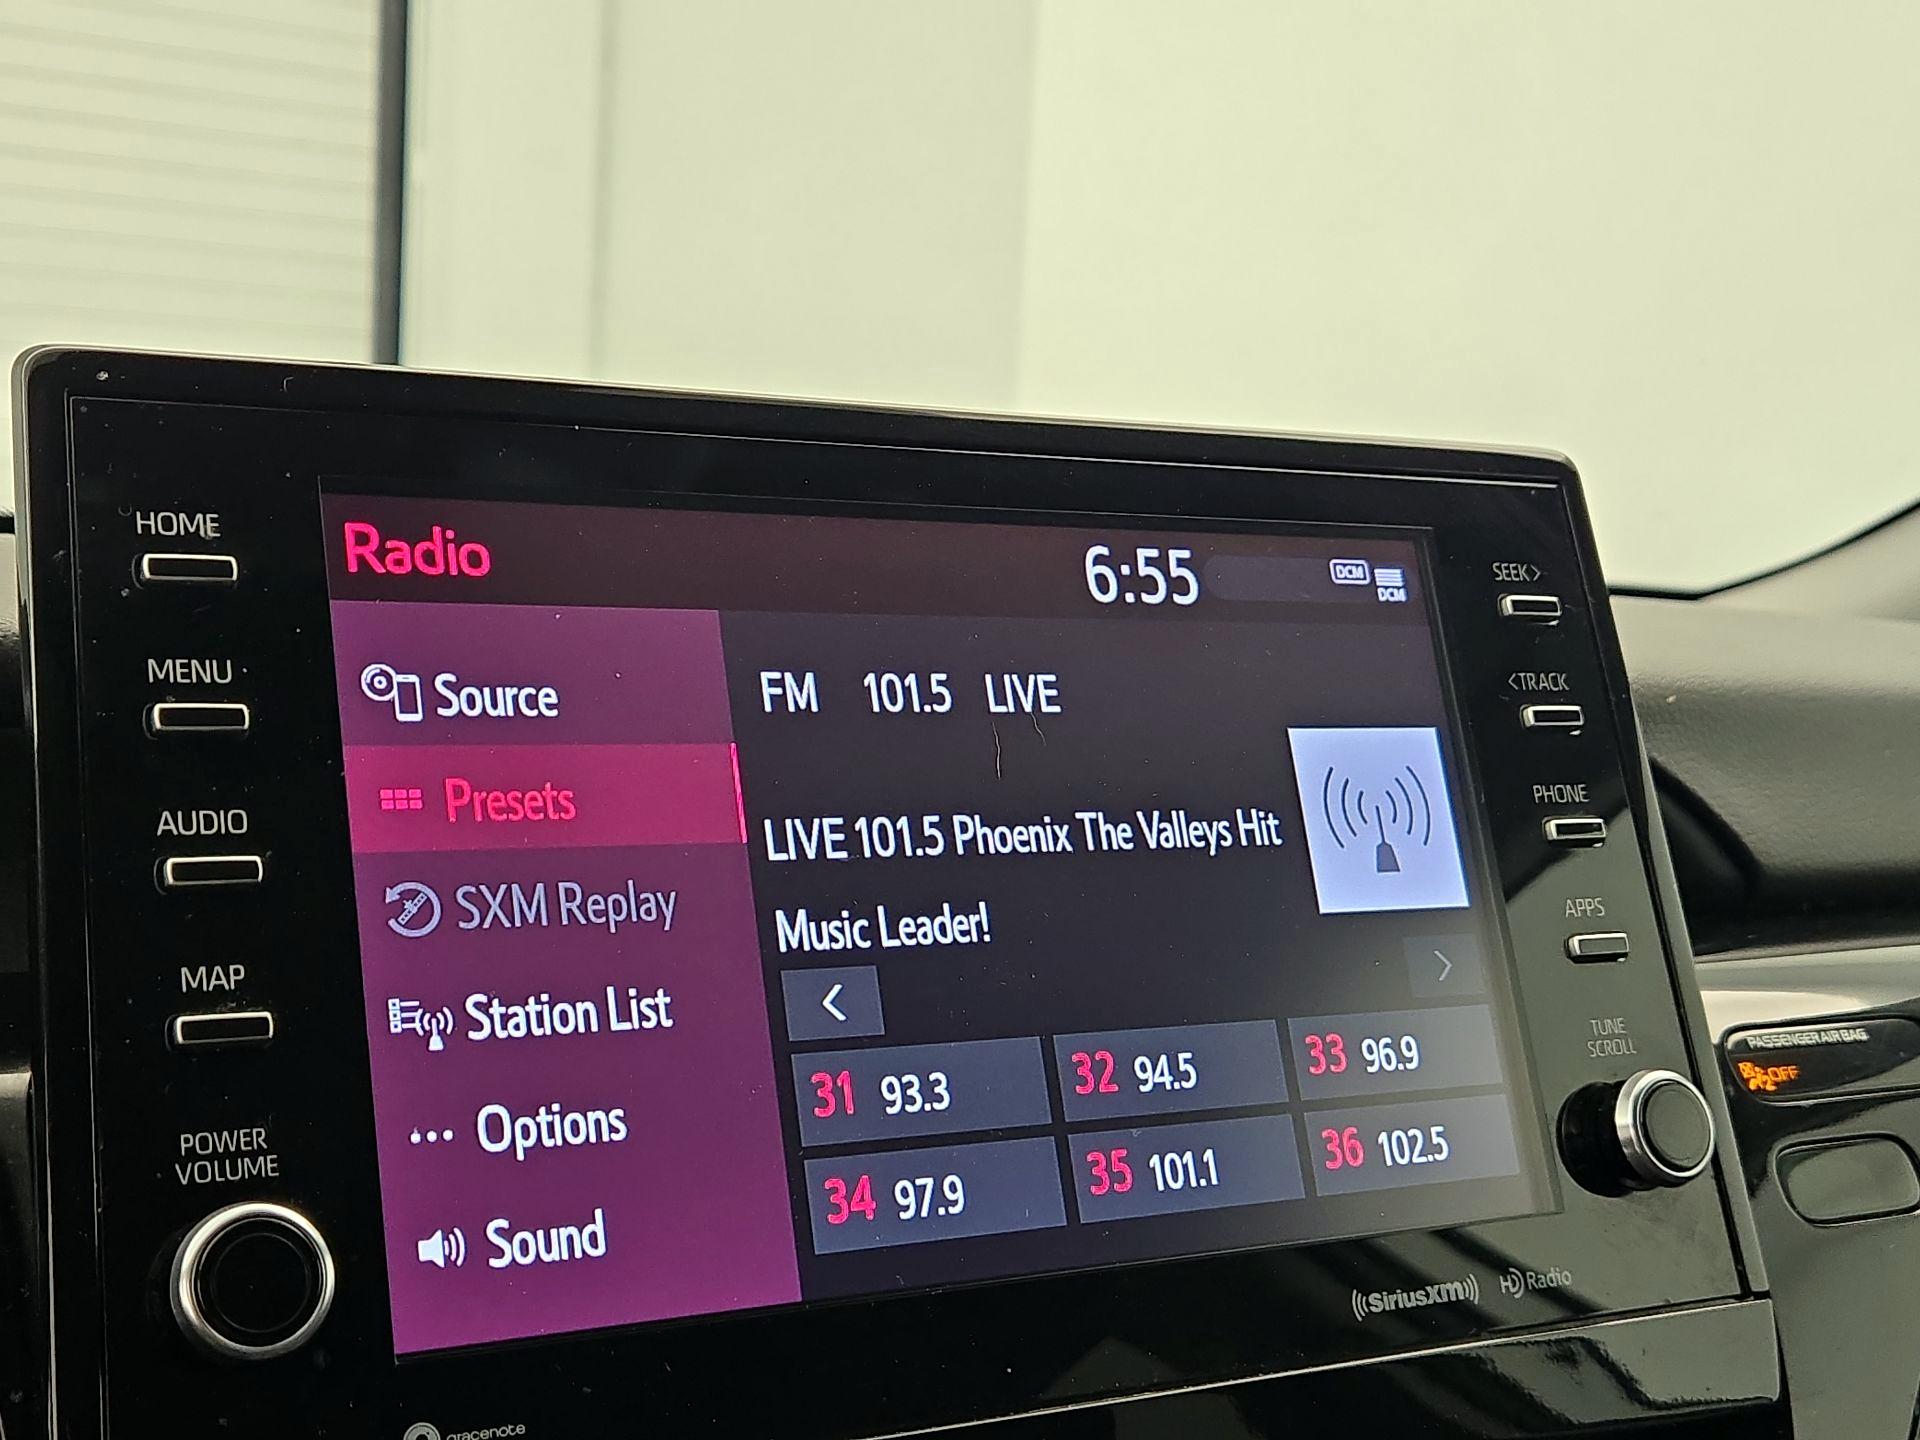 HOME
MENU
AUDIO
MAP
POWER
VOLUME
Radio
6:55
DCM
DCM
Source
Presets
SXM Replay
Station List
Options
Sound
FM 101.5 LIVE
LIVE 101.5 Phoenix The Valleys Hit
Music Leader!
<
>
31 93.3
32 94.5
33 96.9
34 97.9
35 101.1
36 102.5
SEEK>
<TRACK
PHONE
APPS
TUNE
SCROLL
PASSENGER AIR BAG
OFF
SiriusXM
HD Radio
gracenote